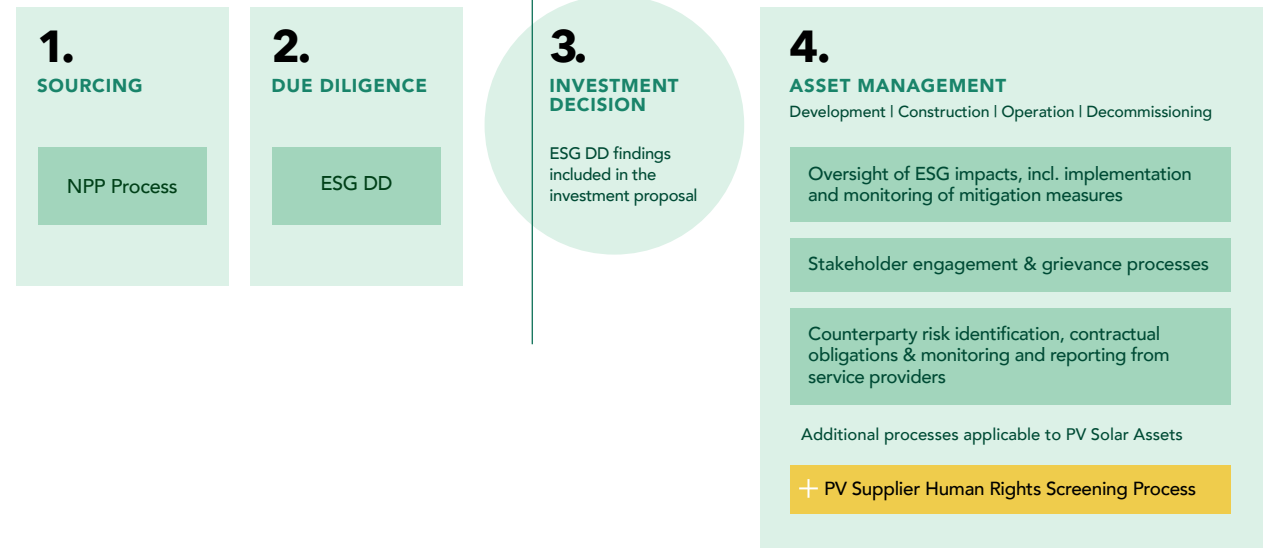 1.
SOURCING
NPP Process
2.
DUE DILIGENCE
ESG DD
3.
INVESTMENT
DECISION
ESG DD findings
included in the
investment proposal
4.
ASSET MANAGEMENT
Development | Construction | Operation | Decommissioning
Oversight of ESG impacts, incl. implementation
and monitoring of mitigation measures
Stakeholder engagement & grievance processes
Counterparty risk identification, contractual
obligations & monitoring and reporting from
service providers
Additional processes applicable to PV Solar Assets
+ PV Supplier Human Rights Screening Process